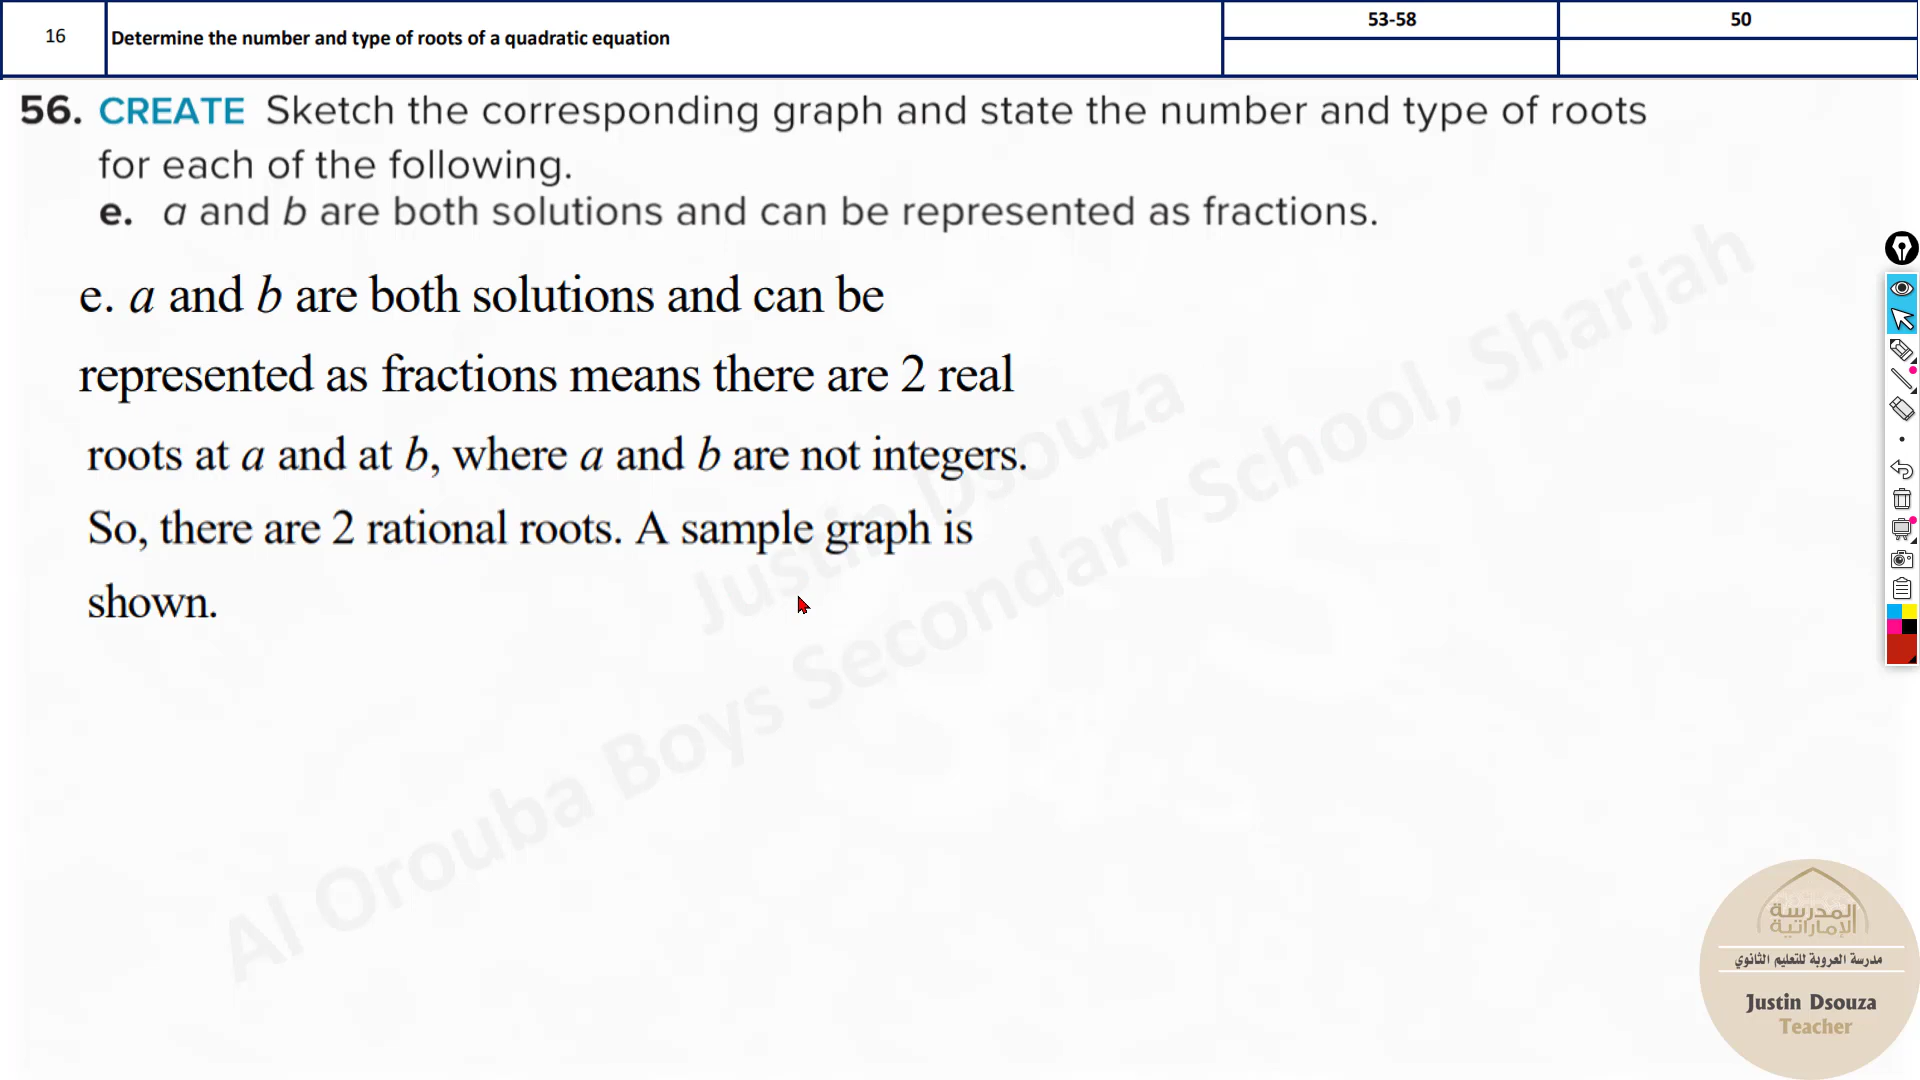 16
Determine the number and type of roots of a quadratic equation
53-58
50
56. CREATE Sketch the corresponding graph and state the number and type of roots
for each of the following.
e. a and b are both solutions and can be represented as fractions.
e. a and b are both solutions and can be
represented as fractions means there are 2 real
roots at a and at b, where a and b are not integers.
So, there are 2 rational roots. A sample graph is
shown.
Justin Dsouza
Al Orouba Boys Secondary School, Sharjah
المدرسة
الإماراتية
مدرسة العروبة للتعليم الثانوي
Justin Dsouza
Teacher